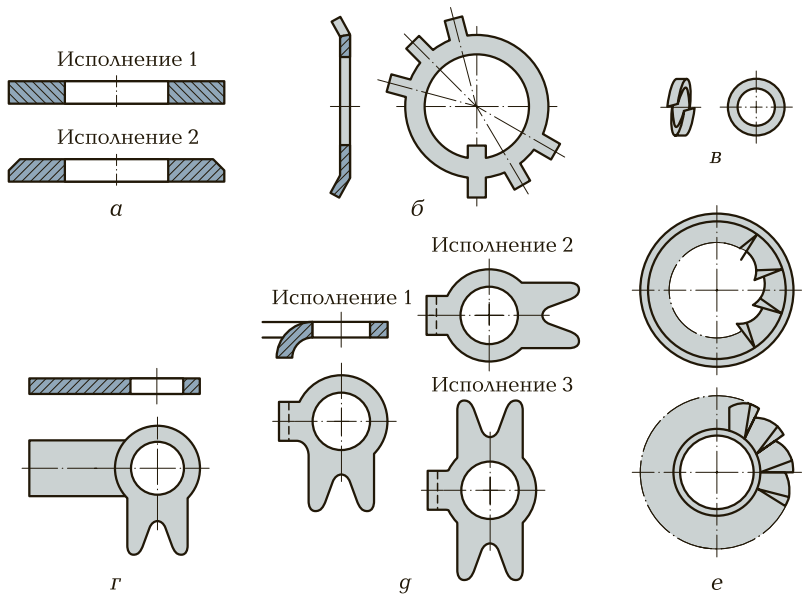 Исполнение 1
Исполнение 2
а
б
в
Исполнение 2
Исполнение 1
Исполнение 3
г
д
е